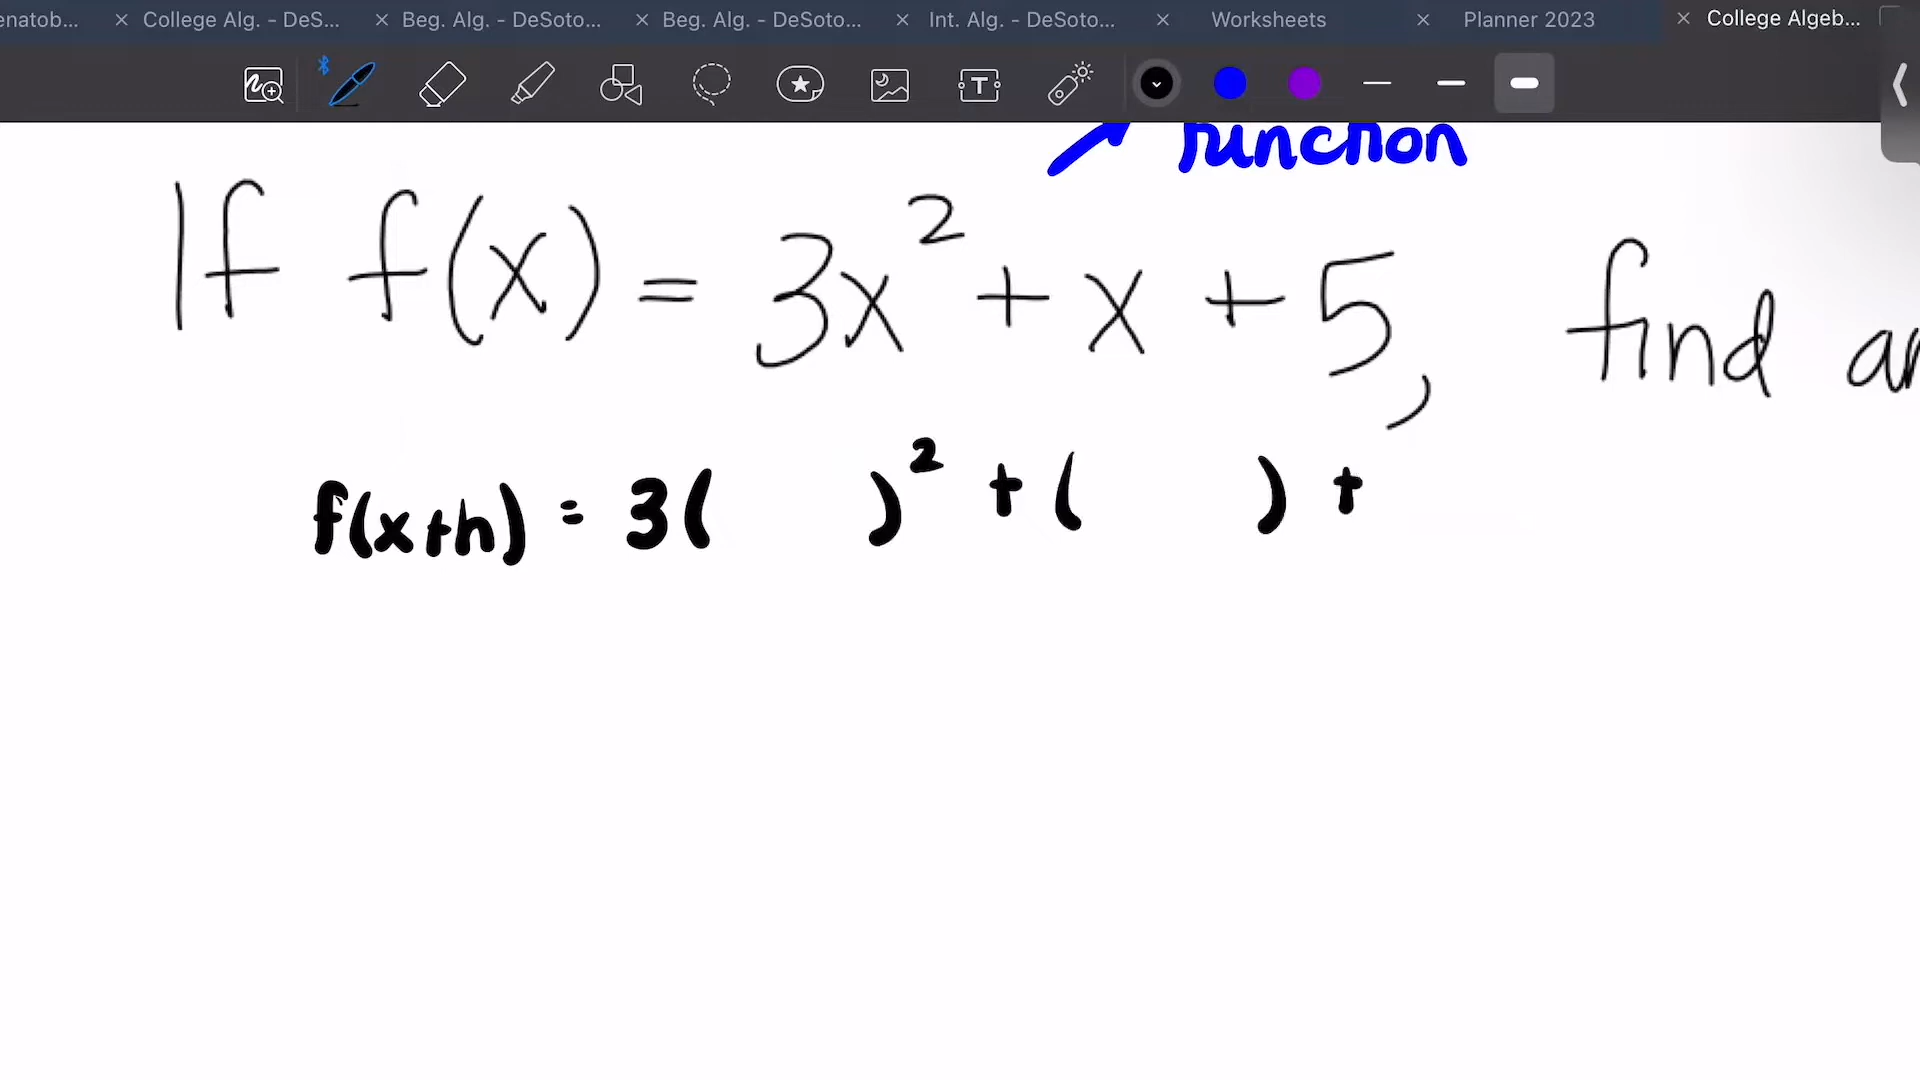 enatob... × College Alg. - DeS... × Beg. Alg. - DeSoto... × Beg. Alg. - DeSoto... × Int. Alg. - DeSoto... × Worksheets × Planner 2023 × College Algeb...
function
If f(x) = 3x² + x + 5, find
f(x+h) = 3( )² + ( ) +